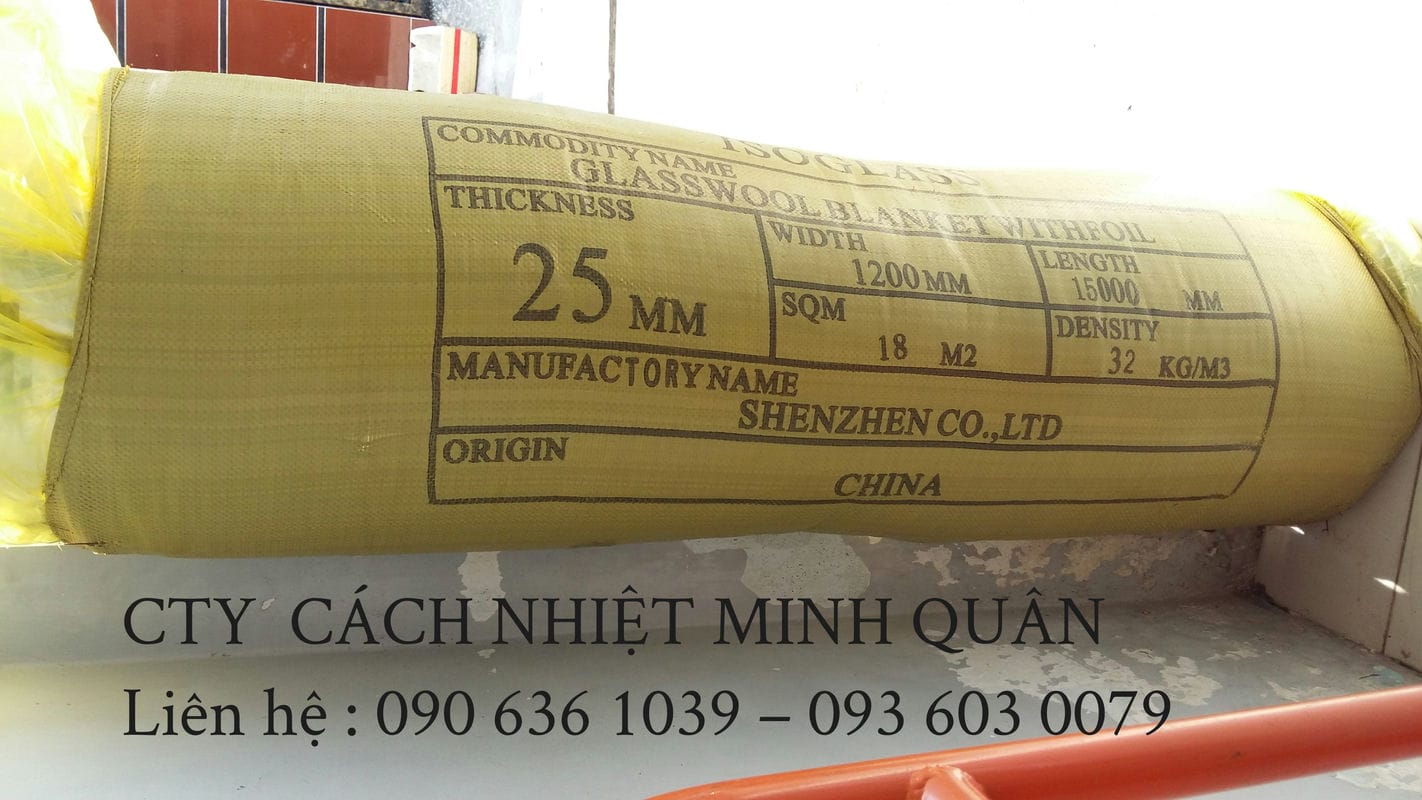 ISOGLASS
COMMODITY NAME
GLASSWOOL BLANKET WITHFOIL
THICKNESS
25 MM
WIDTH
1200 MM
LENGTH
15000 MM
SQM
18 M2
DENSITY
32 KG/M3
MANUFACTORY NAME
SHENZHEN CO.,LTD
ORIGIN
CHINA
CTY CÁCH NHIỆT MINH QUÂN
Liên hệ : 090 636 1039 – 093 603 0079